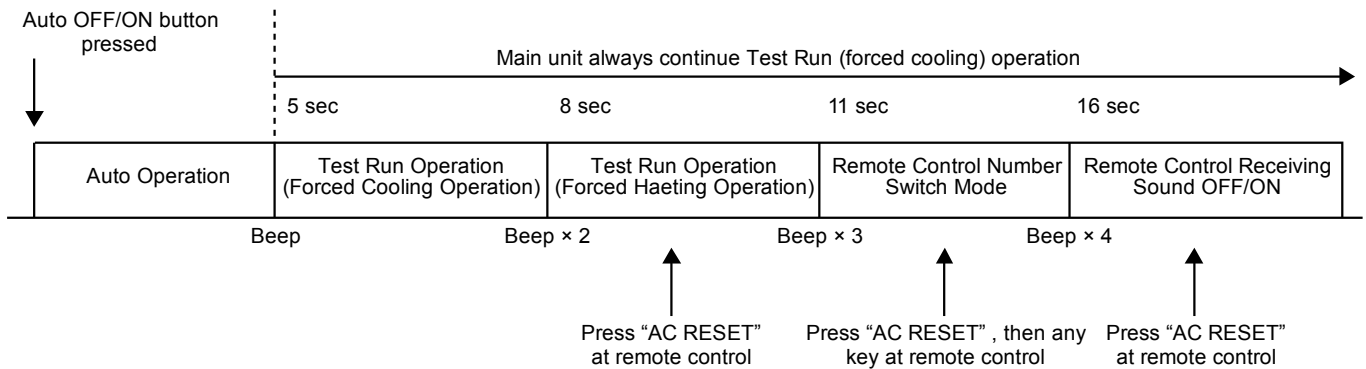 Auto OFF/ON button
pressed
Main unit always continue Test Run (forced cooling) operation
5 sec
8 sec
11 sec
16 sec
Auto Operation
Test Run Operation
(Forced Cooling Operation)
Test Run Operation
(Forced Haeting Operation)
Remote Control Number
Switch Mode
Remote Control Receiving
Sound OFF/ON
Beep
Beep × 2
Beep × 3
Beep × 4
Press “AC RESET”
at remote control
Press “AC RESET” , then any
key at remote control
Press “AC RESET”
at remote control